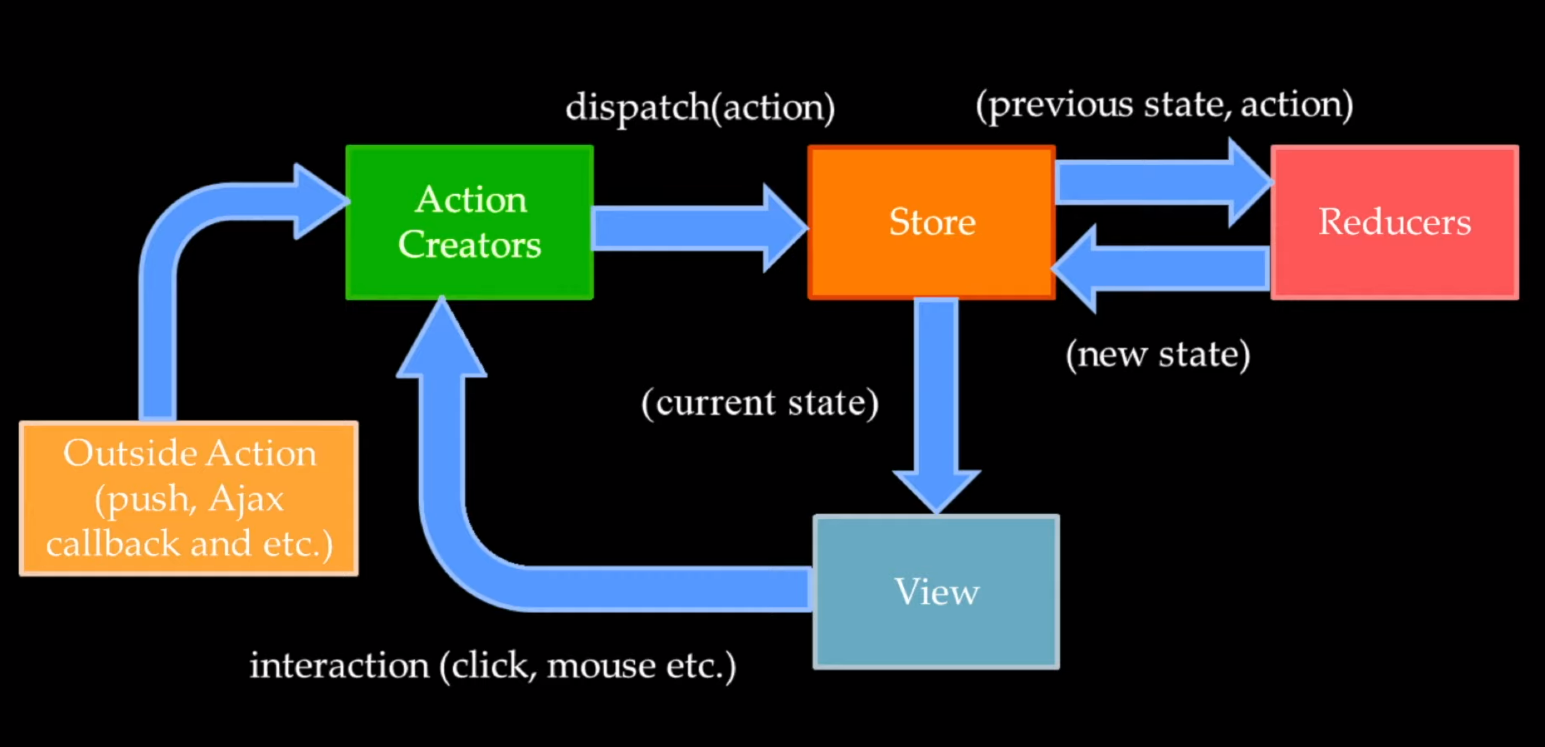 dispatch(action)
(previous state, action)
Action
Creators
Store
Reducers
(new state)
(current state)
Outside Action
(push, Ajax
callback and etc.)
View
interaction (click, mouse etc.)